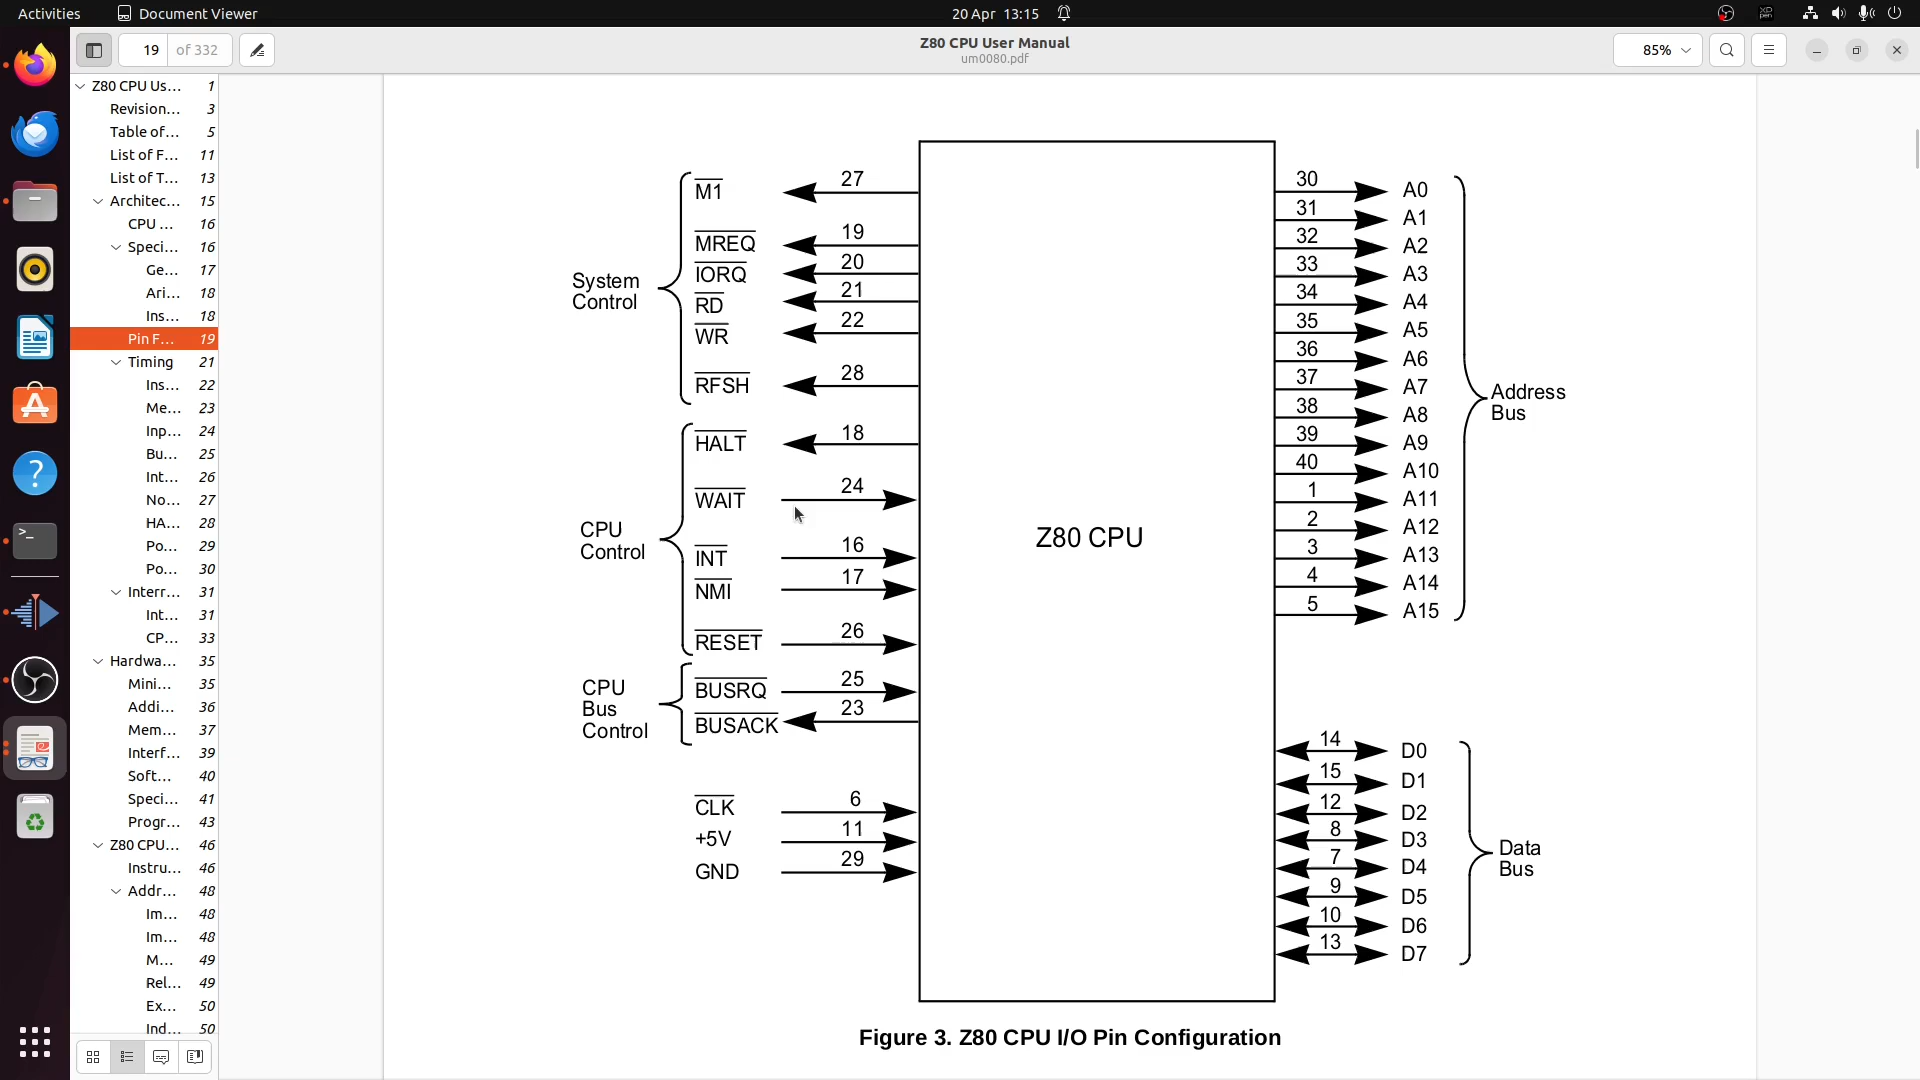 Activities
Document Viewer
20 Apr 13:15
19 of 332
Z80 CPU User Manual
um0080.pdf
85%
Z80 CPU Us... 1
Revision... 3
Table of... 5
List of F... 11
List of T... 13
Architec... 15
CPU ... 16
Speci... 16
Ge... 17
Ari... 18
Ins... 18
Pin F... 19
Timing 21
Ins... 22
Me... 23
Inp... 24
Bu... 25
Int... 26
No... 27
HA... 28
Po... 29
Po... 30
Interr... 31
Int... 31
CP... 33
Hardwa... 35
Mini... 35
Addi... 36
Mem... 37
Interf... 39
Soft... 40
Speci... 41
Progr... 43
Z80 CPU... 46
Instru... 46
Addr... 48
Im... 48
Im... 48
M... 49
Rel... 49
Ex... 50
Ind... 50
System
Control
M1 27
MREQ 19
IORQ 20
RD 21
WR 22
RFSH 28
CPU
Control
HALT 18
WAIT 24
INT 16
NMI 17
RESET 26
CPU
Bus
Control
BUSRQ 25
BUSACK 23
CLK 6
+5V 11
GND 29
Z80 CPU
30 A0
31 A1
32 A2
33 A3
34 A4
35 A5
36 A6
37 A7
38 A8
39 A9
40 A10
1 A11
2 A12
3 A13
4 A14
5 A15
Address
Bus
14 D0
15 D1
12 D2
8 D3
7 D4
9 D5
10 D6
13 D7
Data
Bus
Figure 3. Z80 CPU I/O Pin Configuration